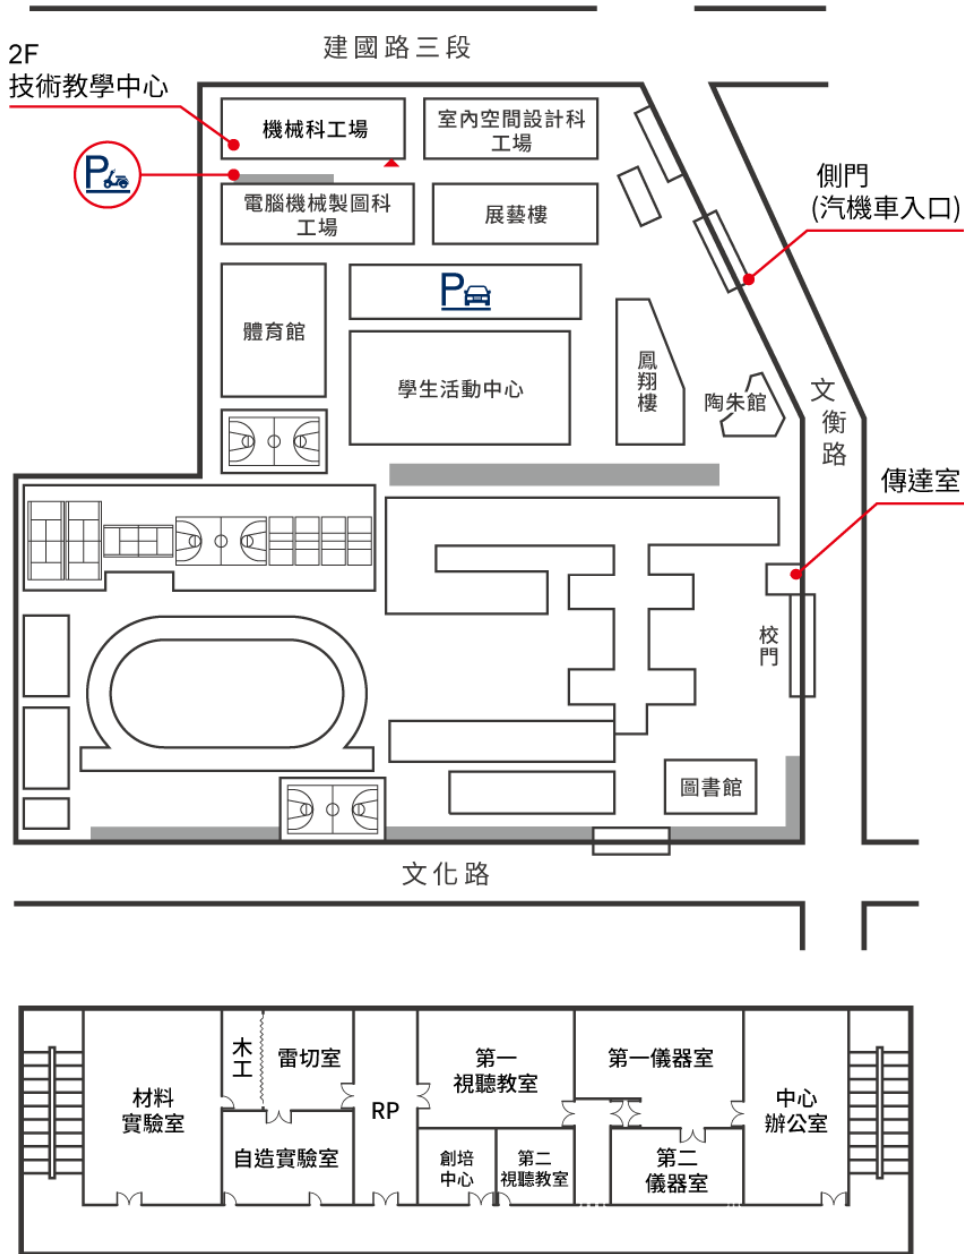 建國路三段
2F
技術教學中心
機械科工場
室內空間設計科
工場
P
電腦機械製圖科
工場
展藝樓
側門
(汽機車入口)
P
體育館
學生活動中心
鳳翔樓
陶朱館
文衡路
傳達室
校門
圖書館
文化路
木工
雷切室
第一
視聽教室
第一儀器室
材料
實驗室
RP
中心
辦公室
自造實驗室
創培
中心
第二
視聽教室
第二
儀器室